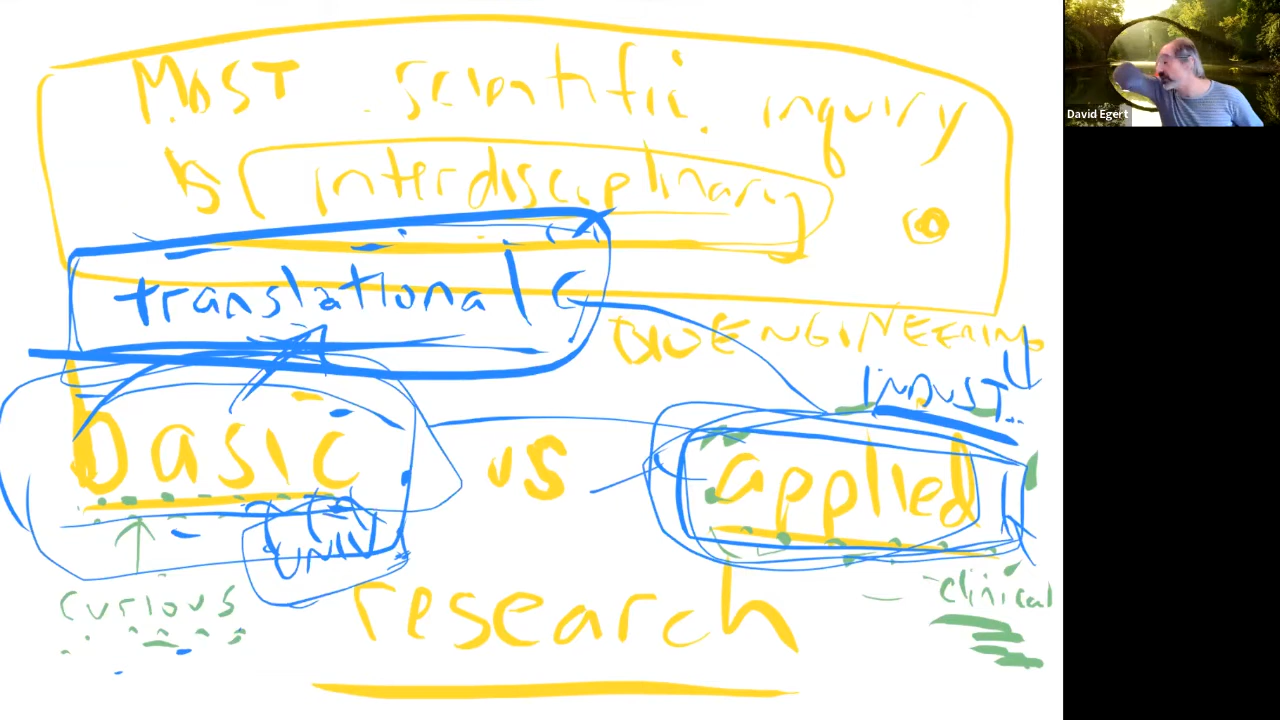 MOST scientific inquiry
is interdisciplinary
translational
BIOENGINEERING
INDUST..
basic vs applied
UNIV
curious
- clinical
research
David Egert